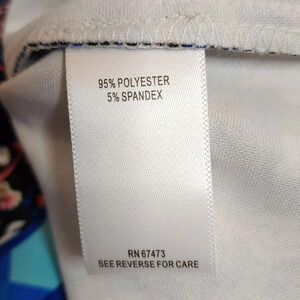 95% POLYESTER
5% SPANDEX
RN 67473
SEE REVERSE FOR CARE